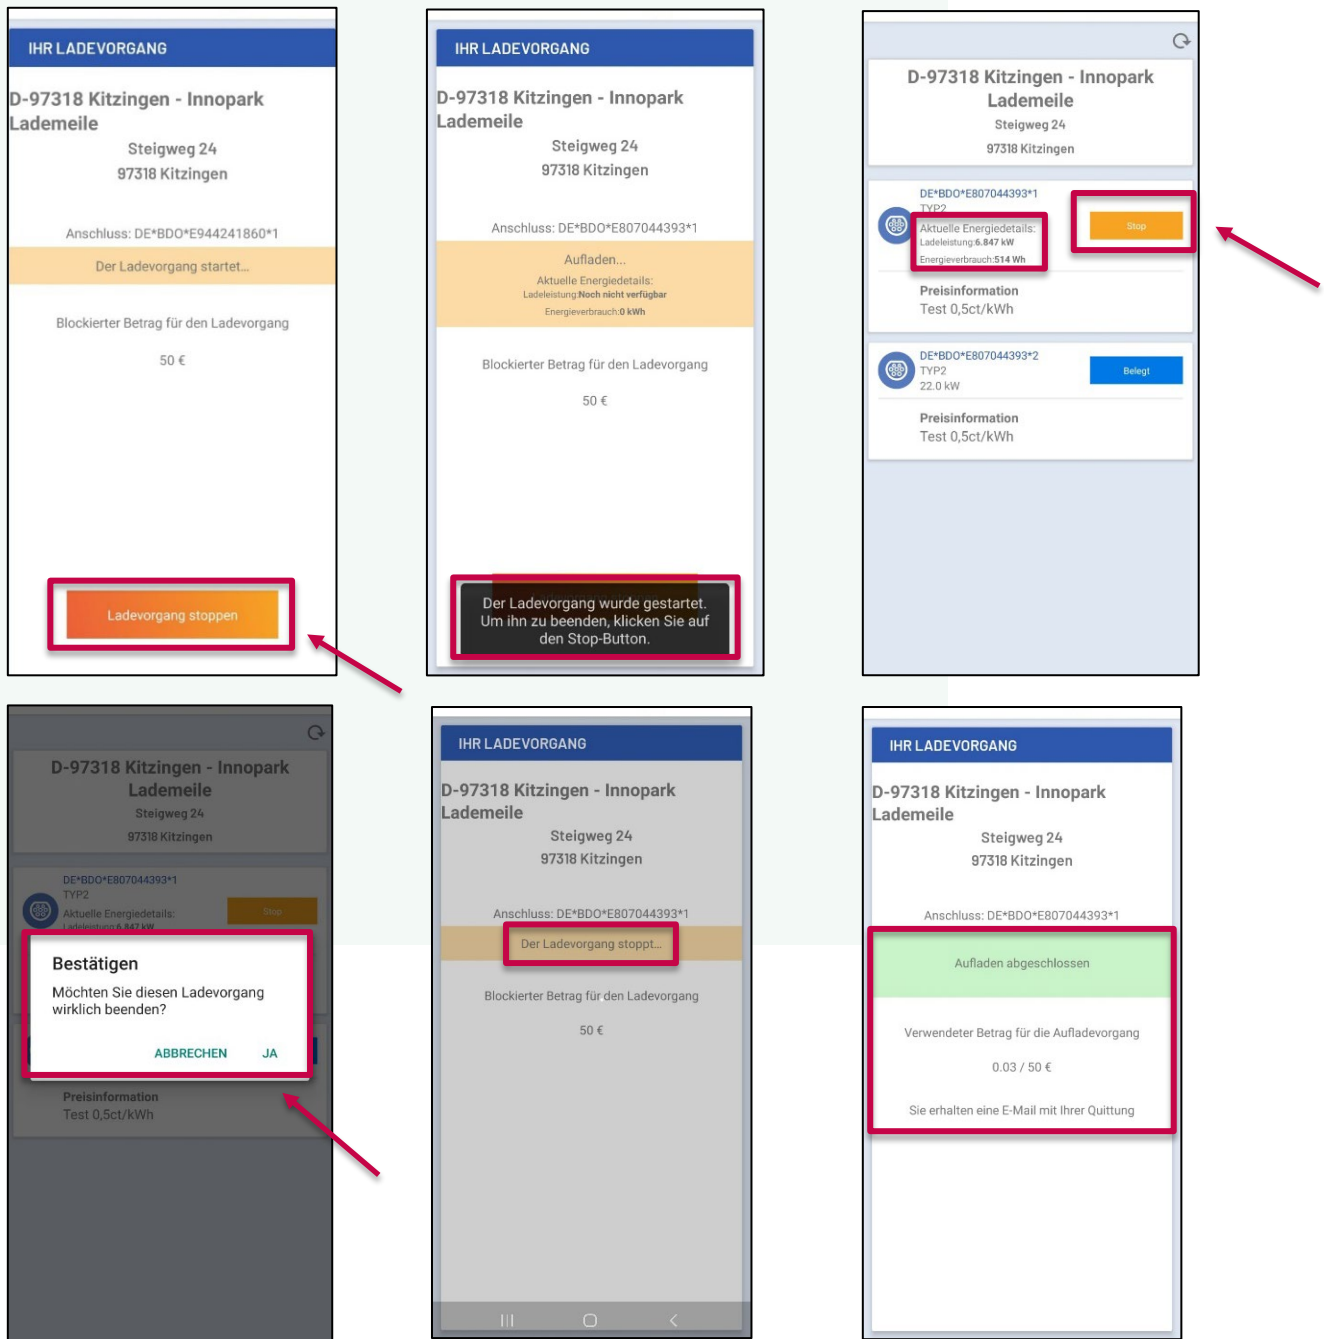 IHR LADEVORGANG
D-97318 Kitzingen - Innopark
Lademeile
Steigweg 24
97318 Kitzingen
Anschluss: DE*BDO*E944241860*1
Der Ladevorgang startet...
Blockierter Betrag für den Ladevorgang
50 €
Ladevorgang stoppen
IHR LADEVORGANG
D-97318 Kitzingen - Innopark
Lademeile
Steigweg 24
97318 Kitzingen
Anschluss: DE*BDO*E807044393*1
Aufladen...
Aktuelle Energiedetails:
Ladeleistung:Noch nicht verfügbar
Energieverbrauch:0 kWh
Blockierter Betrag für den Ladevorgang
50 €
Der Ladevorgang wurde gestartet.
Um ihn zu beenden, klicken Sie auf
den Stop-Button.
D-97318 Kitzingen - Innopark
Lademeile
Steigweg 24
97318 Kitzingen
DE*BDO*E807044393*1
TYP2
Aktuelle Energiedetails:
Ladeleistung:6.847 kW
Energieverbrauch:514 Wh
Stop
Preisinformation
Test 0,5ct/kWh
DE*BDO*E807044393*2
TYP2
22.0 kW
Belegt
Preisinformation
Test 0,5ct/kWh
D-97318 Kitzingen - Innopark
Lademeile
Steigweg 24
97318 Kitzingen
DE*BDO*E807044393*1
TYP2
Aktuelle Energiedetails:
Ladeleistung:6.847 kW
Stop
Bestätigen
Möchten Sie diesen Ladevorgang
wirklich beenden?
ABBRECHEN JA
Preisinformation
Test 0,5ct/kWh
IHR LADEVORGANG
D-97318 Kitzingen - Innopark
Lademeile
Steigweg 24
97318 Kitzingen
Anschluss: DE*BDO*E807044393*1
Der Ladevorgang stoppt...
Blockierter Betrag für den Ladevorgang
50 €
IHR LADEVORGANG
D-97318 Kitzingen - Innopark
Lademeile
Steigweg 24
97318 Kitzingen
Anschluss: DE*BDO*E807044393*1
Aufladen abgeschlossen
Verwendeter Betrag für die Aufladevorgang
0.03 / 50 €
Sie erhalten eine E-Mail mit Ihrer Quittung